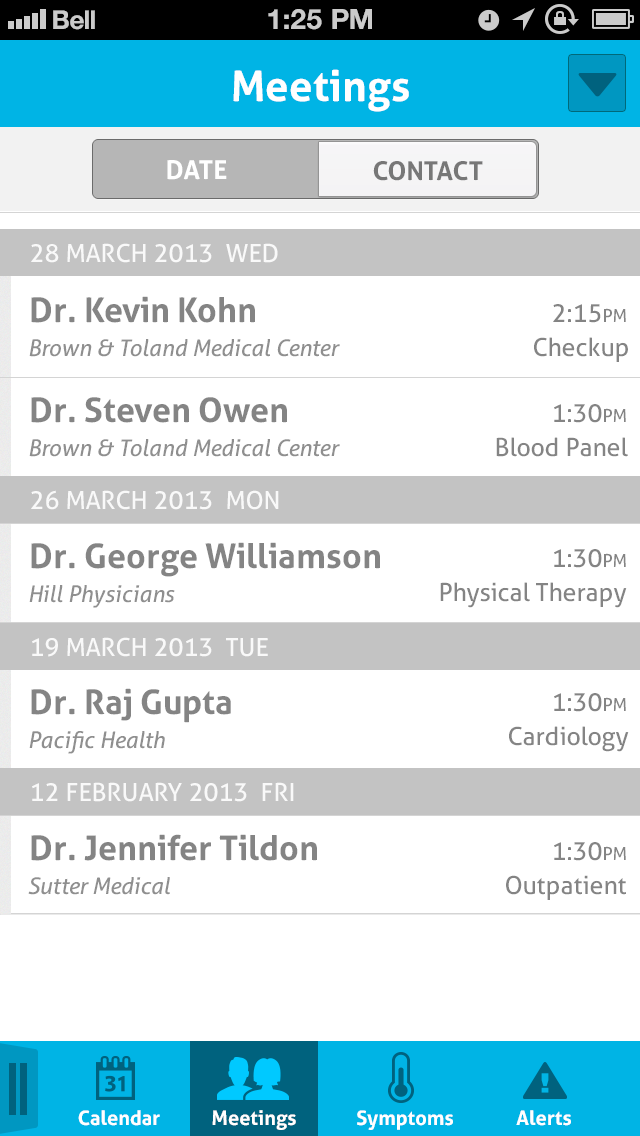 Bell 1:25 PM
Meetings
DATE CONTACT
28 MARCH 2013 WED
Dr. Kevin Kohn 2:15PM
Brown & Toland Medical Center Checkup
Dr. Steven Owen 1:30PM
Brown & Toland Medical Center Blood Panel
26 MARCH 2013 MON
Dr. George Williamson 1:30PM
Hill Physicians Physical Therapy
19 MARCH 2013 TUE
Dr. Raj Gupta 1:30PM
Pacific Health Cardiology
12 FEBRUARY 2013 FRI
Dr. Jennifer Tildon 1:30PM
Sutter Medical Outpatient
31
Calendar Meetings Symptoms Alerts